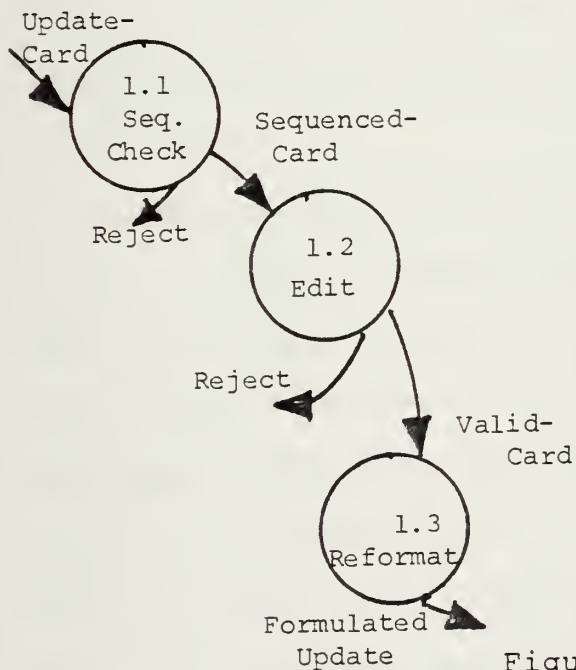 Update-
Card
1.1
Seq.
Check
Sequenced-
Card
Reject
1.2
Edit
Reject
Valid-
Card
1.3
Reformat
Formulated
Update
Figu